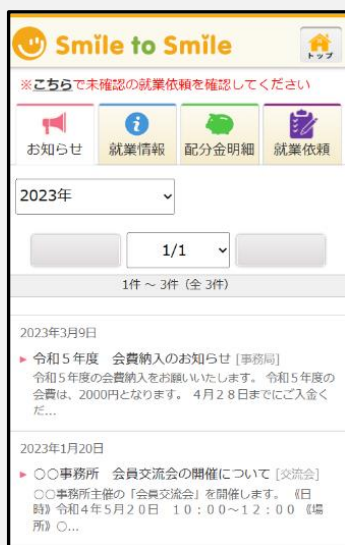 Smile to Smile
トップ
※こちらで未確認の就業依頼を確認してください
お知らせ 就業情報 配分金明細 就業依頼
2023年
1/1
1件 ~ 3件 (全 3件)
2023年3月9日
令和５年度　会費納入のお知らせ [事務局]
令和５年度の会費納入をお願いいたします。 令和５年度の
会費は、2000円となります。 ４月２８日までにご入金く
だ...
2023年1月20日
○○事務所　会員交流会の開催について [交流会]
○○事務所主催の「会員交流会」を開催します。 《日
時》令和４年５月２０日　１０：００～１２：００ 《場
所》○...